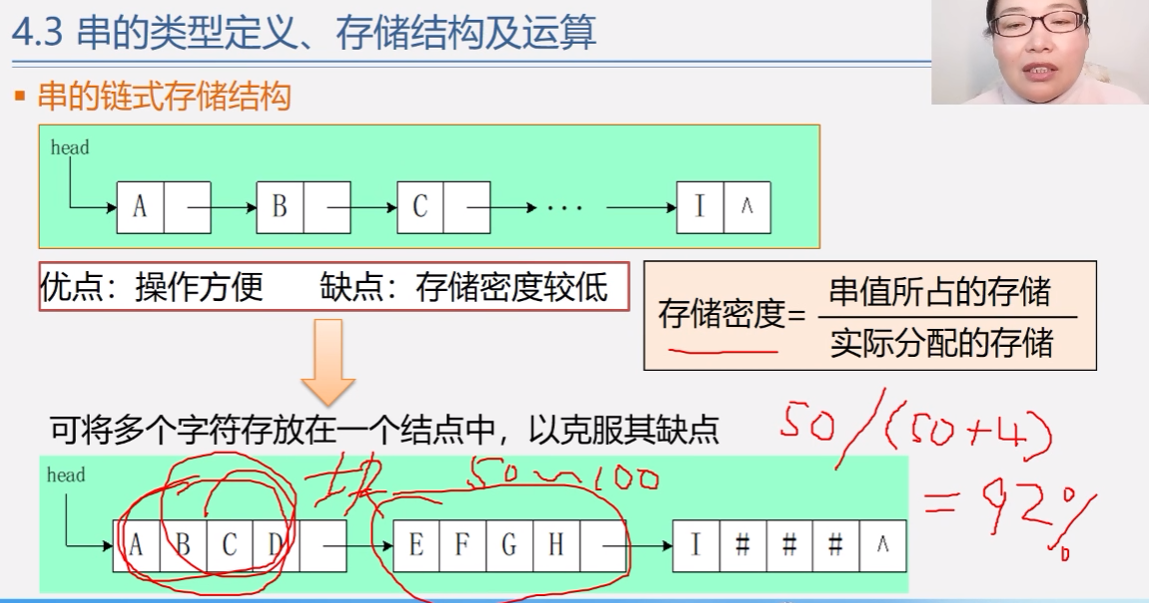 4.3 串的类型定义、存储结构及运算
串的链式存储结构
head
A B C ··· I ∧
优点：操作方便 缺点：存储密度较低
存储密度= 串值所占的存储
实际分配的存储
可将多个字符存放在一个结点中，以克服其缺点
50/(50+4)
=92%
head
块 50~100
A B C D E F G H I # # # ∧